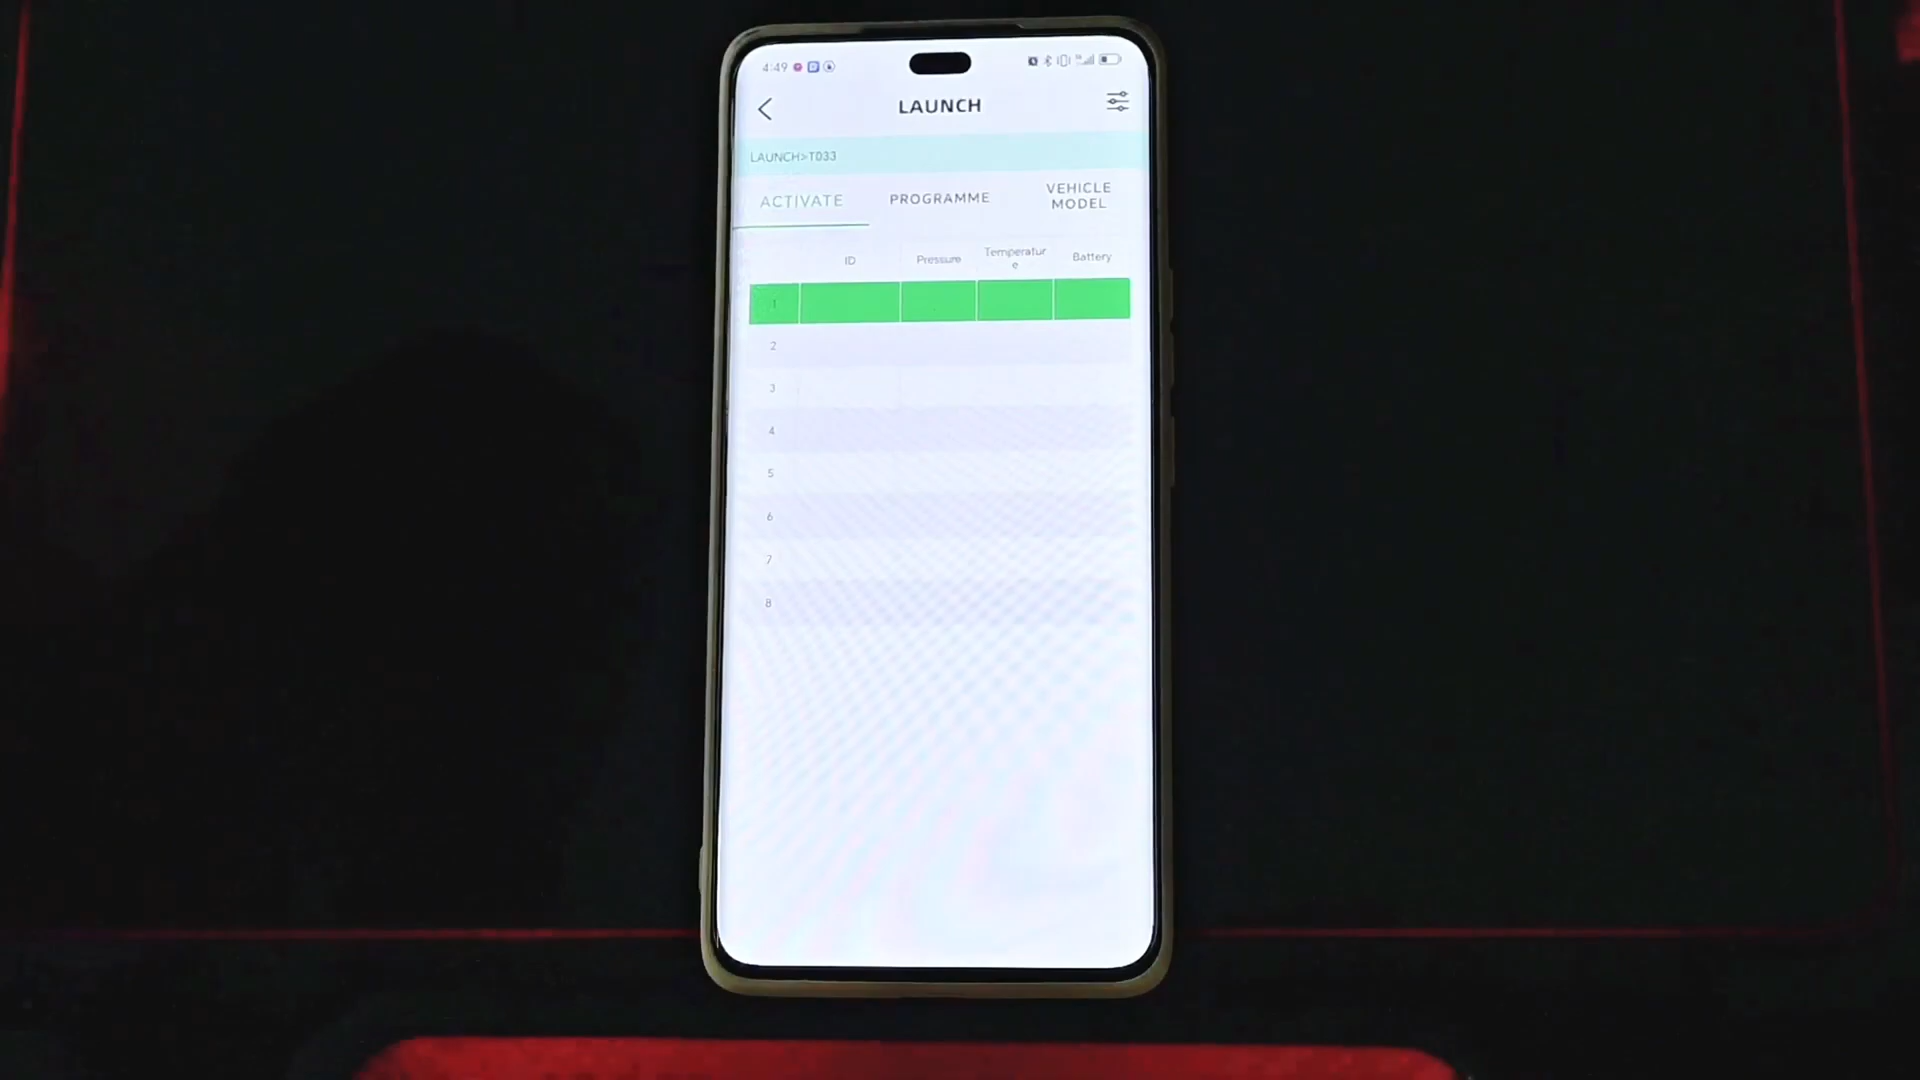 4:49
LAUNCH
LAUNCH>T033
ACTIVATE PROGRAMME VEHICLE MODEL
ID Pressure Temperature Battery
1
2
3
4
5
6
7
8